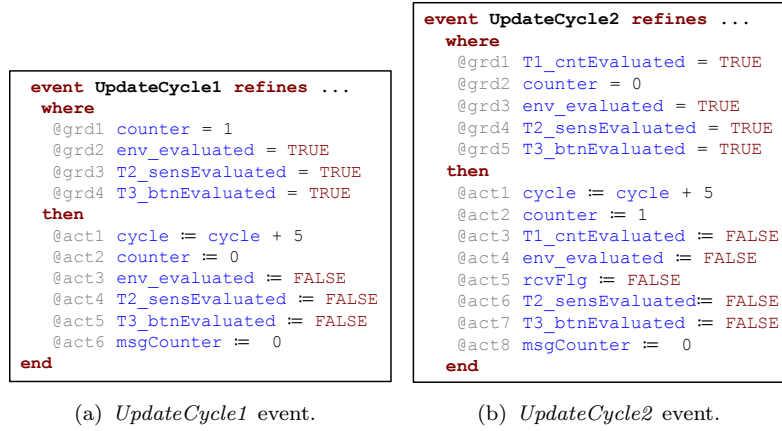 event UpdateCycle1 refines ...
where
@grd1 counter = 1
@grd2 env_evaluated = TRUE
@grd3 T2_sensEvaluated = TRUE
@grd4 T3_btnEvaluated = TRUE
then
@act1 cycle ≔ cycle + 5
@act2 counter ≔ 0
@act3 env_evaluated ≔ FALSE
@act4 T2_sensEvaluated ≔ FALSE
@act5 T3_btnEvaluated ≔ FALSE
@act6 msgCounter ≔ 0
end
(a) UpdateCycle1 event.
event UpdateCycle2 refines ...
where
@grd1 T1_cntEvaluated = TRUE
@grd2 counter = 0
@grd3 env_evaluated = TRUE
@grd4 T2_sensEvaluated = TRUE
@grd5 T3_btnEvaluated = TRUE
then
@act1 cycle ≔ cycle + 5
@act2 counter ≔ 1
@act3 T1_cntEvaluated ≔ FALSE
@act4 env_evaluated ≔ FALSE
@act5 rcvFlg ≔ FALSE
@act6 T2_sensEvaluated≔ FALSE
@act7 T3_btnEvaluated ≔ FALSE
@act8 msgCounter ≔ 0
end
(b) UpdateCycle2 event.